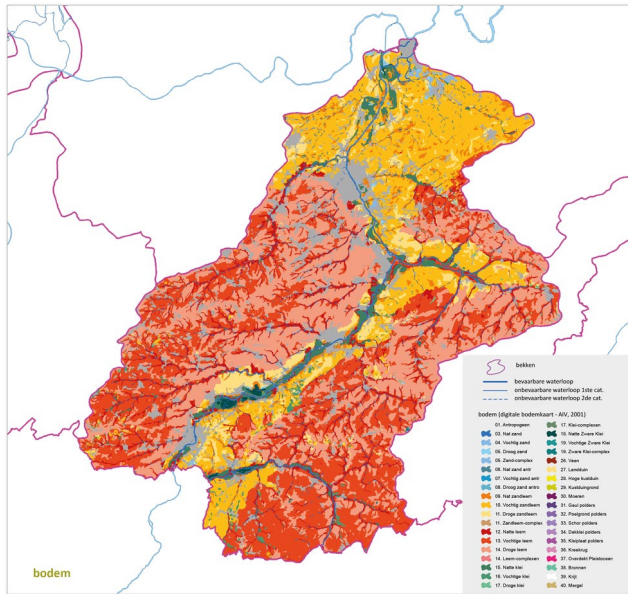 bekken
bevaarbare waterloop
onbevaarbare waterloop 1ste cat.
onbevaarbare waterloop 2de cat.
bodem (digitale bodemkaart - AIV, 2001)
01. Antropogeen
03. Nat zand
04. Vochtig zand
05. Droog zand
05. Zand-complex
06. Nat zand antr
07. Vochtig zand antr
08. Droog zand antro
09. Nat zandleem
10. Vochtig zandleem
11. Droge zandleem
11. Zandleem-complex
12. Natte leem
13. Vochtige leem
14. Droge leem
14. Leem-complexen
15. Natte klei
16. Vochtige klei
17. Droge klei
17. Klei-complexen
18. Natte Zware Klei
19. Vochtige Zware Klei
19. Zware Klei-complex
26. Veen
27. Landduin
28. Hoge kustduin
29. Kustduingrond
30. Moeren
31. Geul polders
32. Poelgrond polders
33. Schor polders
34. Dekklei polders
35. Kleiplaat polders
36. Kreekrug
37. Overdekt Pleistoceen
38. Bronnen
39. Krijt
40. Mergel
bodem